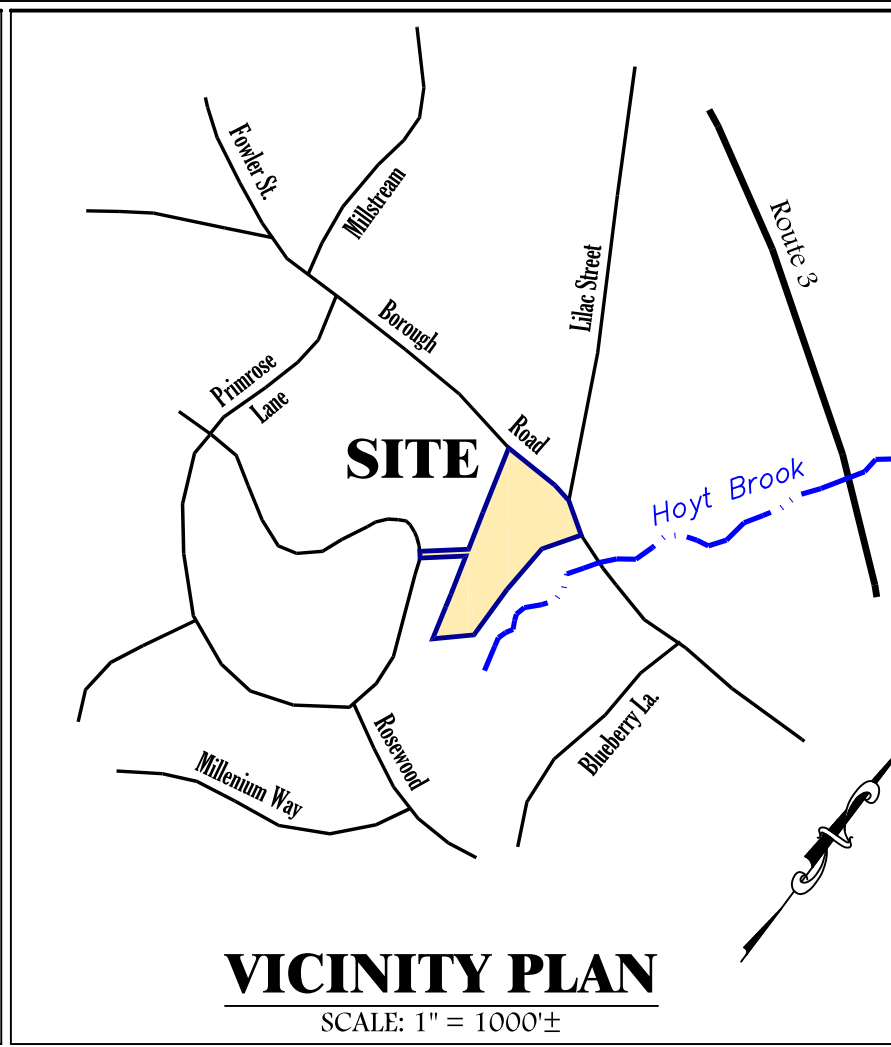 Fowler St.
Millstream
Route 3
Lilac Street
Borough
Primrose
Lane
Road
SITE
Hoyt Brook
Blueberry La.
Rosewood
Millenium Way
VICINITY PLAN
SCALE: 1" = 1000'±